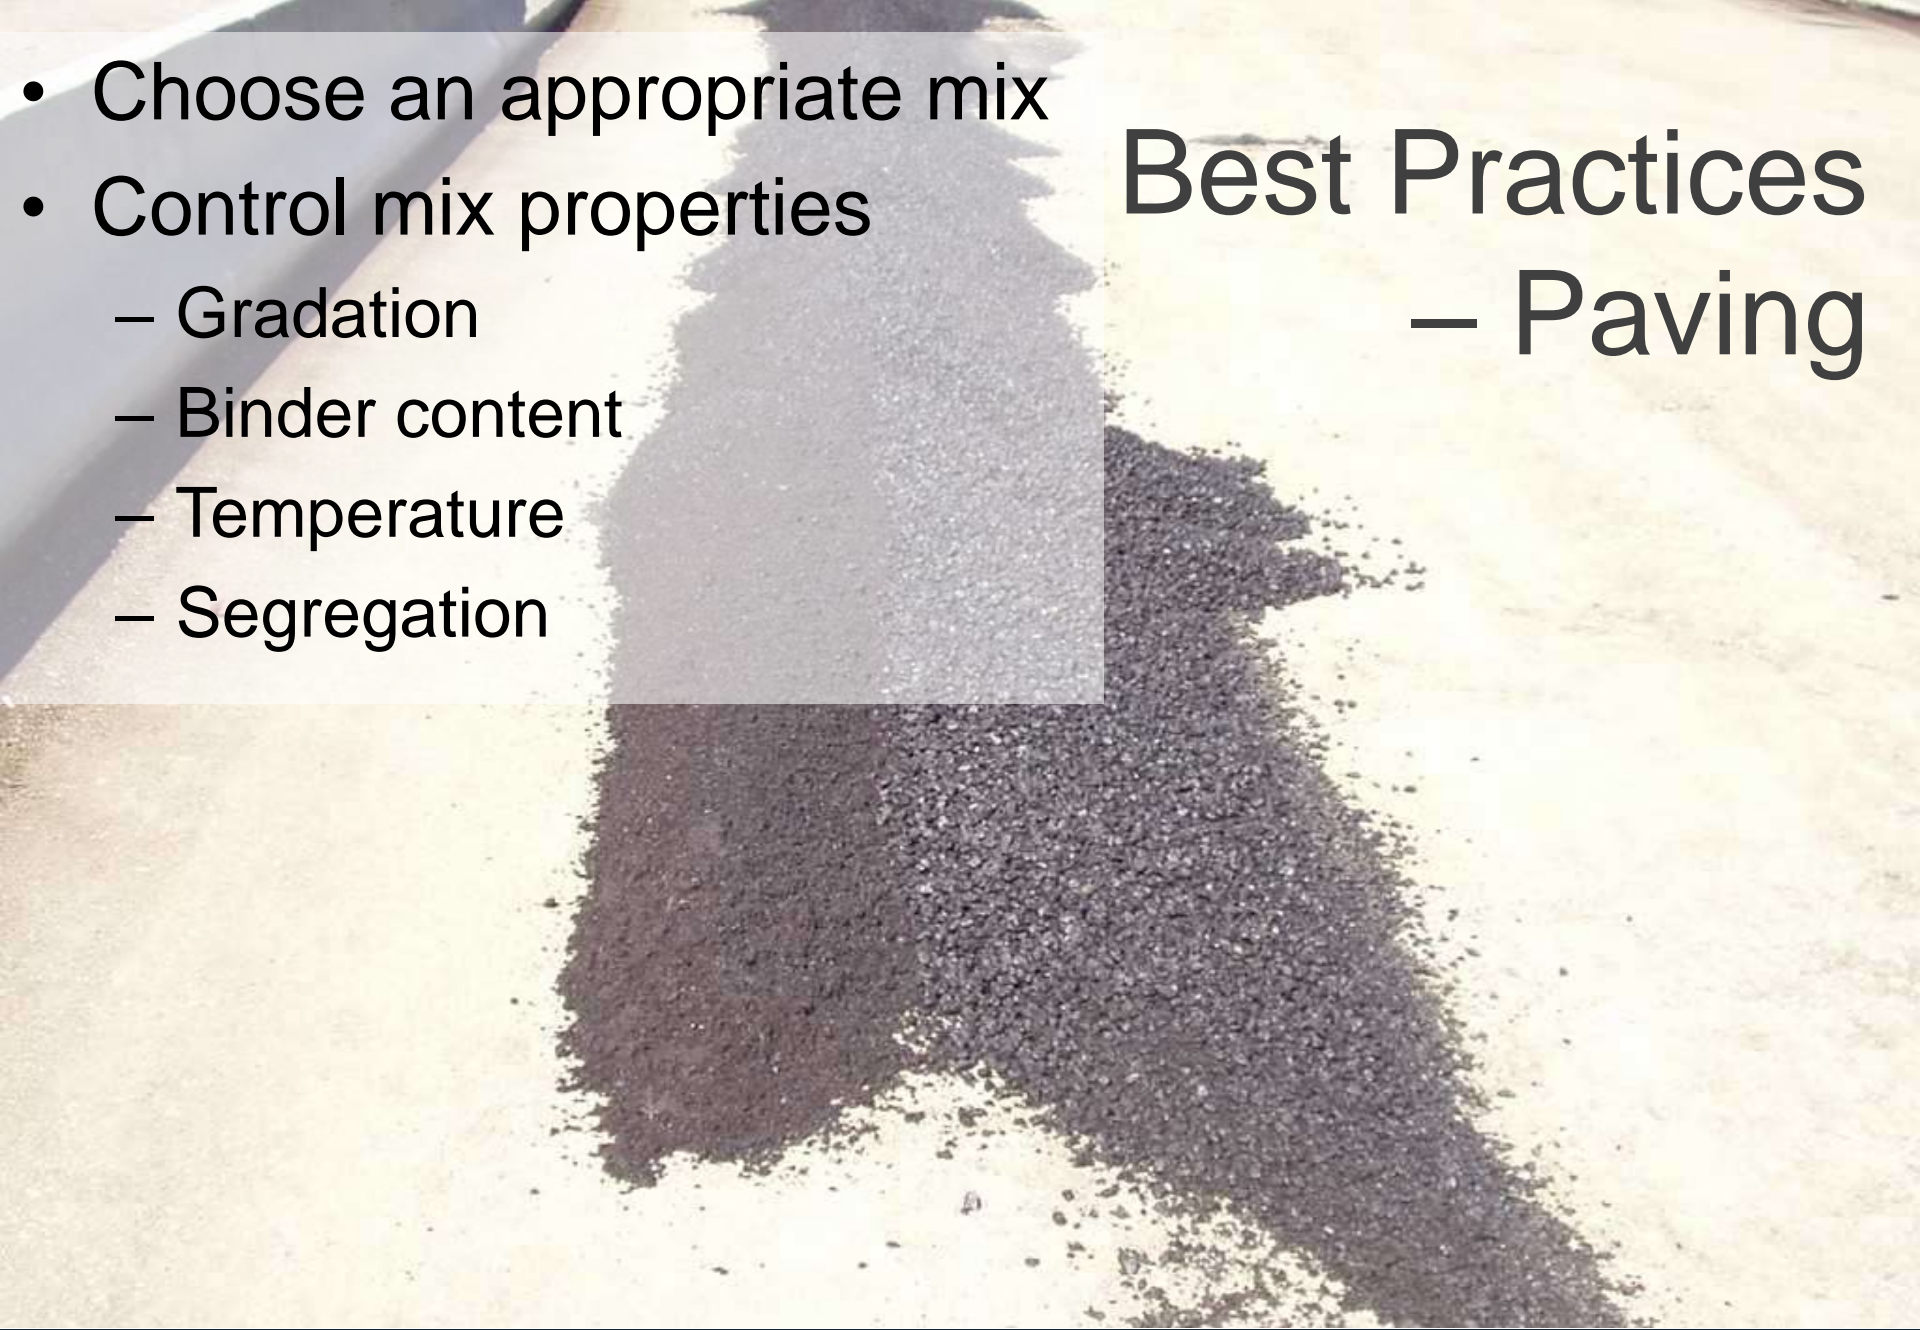 • Choose an appropriate mix
• Control mix properties
– Gradation
– Binder content
– Temperature
– Segregation
Best Practices
– Paving